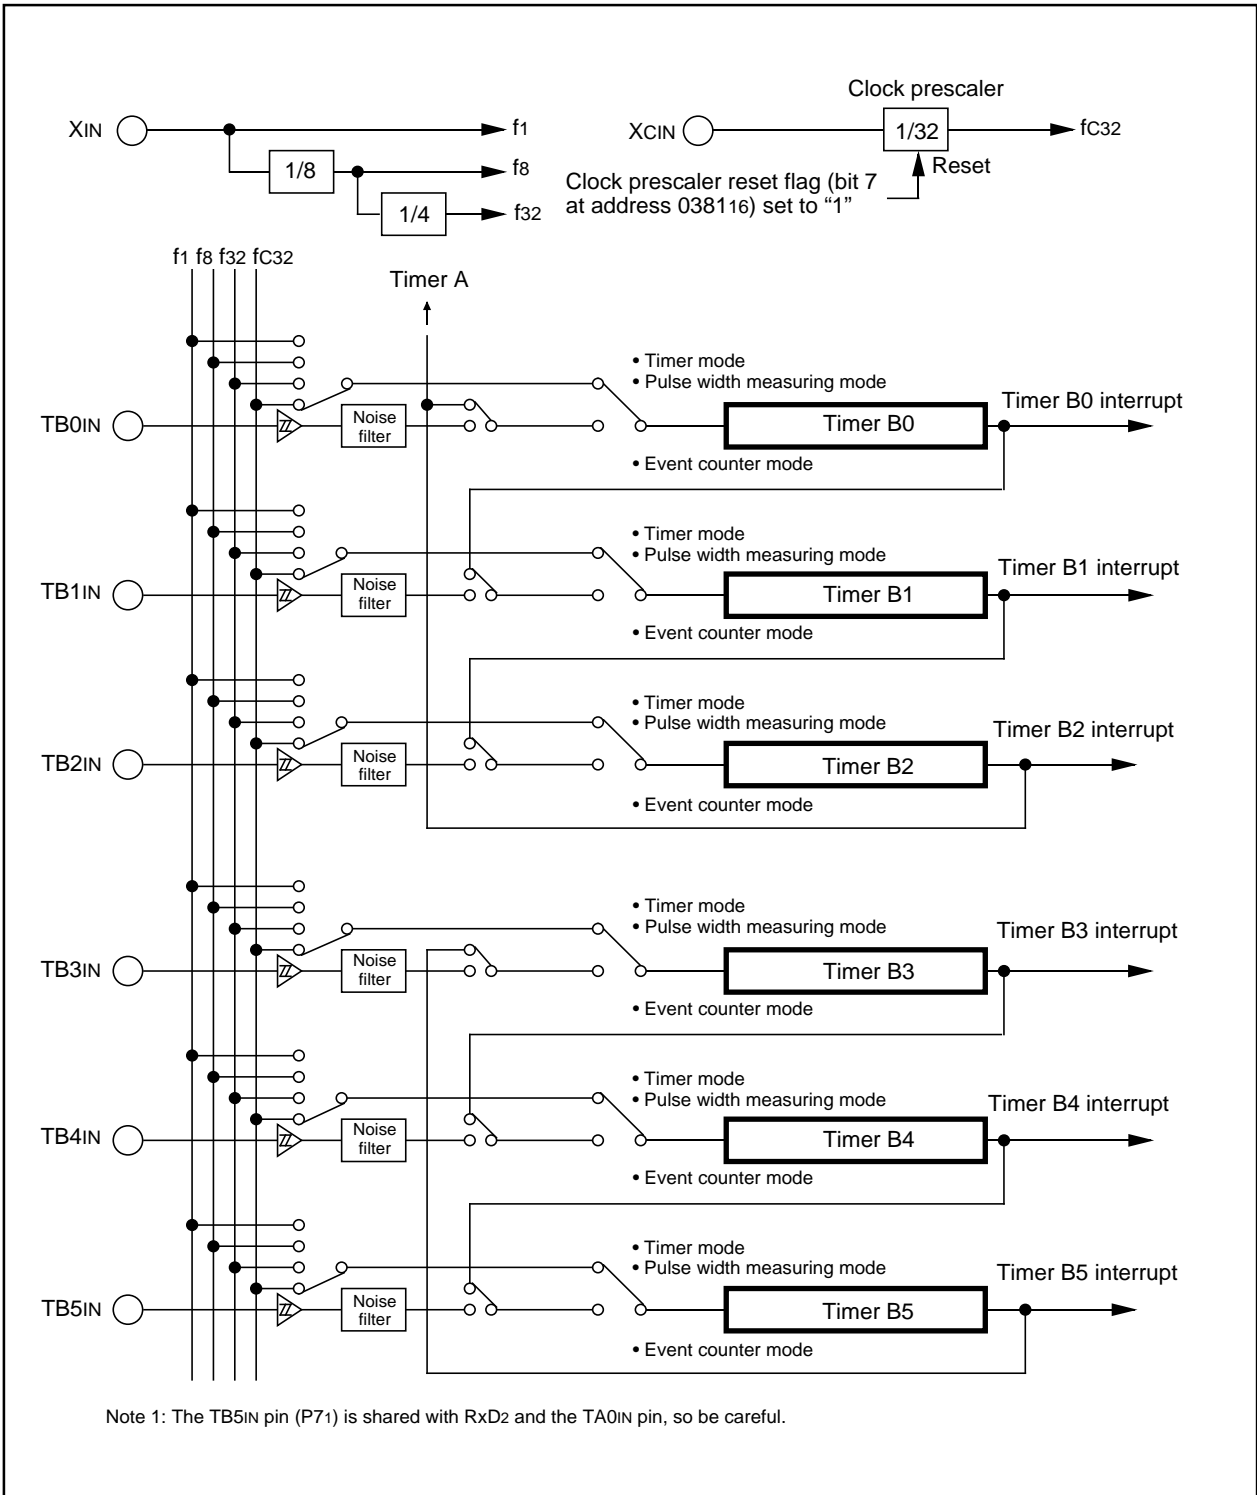 Clock prescaler
XIN
f1
XCIN
1/32
fC32
1/8
f8
Reset
Clock prescaler reset flag (bit 7
at address 038116) set to “1”
1/4
f32
f1 f8 f32 fC32
Timer A
• Timer mode
• Pulse width measuring mode
Timer B0 interrupt
TB0IN
Noise
filter
Timer B0
• Event counter mode
• Timer mode
• Pulse width measuring mode
Timer B1 interrupt
TB1IN
Noise
filter
Timer B1
• Event counter mode
• Timer mode
• Pulse width measuring mode
Timer B2 interrupt
TB2IN
Noise
filter
Timer B2
• Event counter mode
• Timer mode
• Pulse width measuring mode
Timer B3 interrupt
TB3IN
Noise
filter
Timer B3
• Event counter mode
• Timer mode
• Pulse width measuring mode
Timer B4 interrupt
TB4IN
Noise
filter
Timer B4
• Event counter mode
• Timer mode
• Pulse width measuring mode
Timer B5 interrupt
TB5IN
Noise
filter
Timer B5
• Event counter mode
Note 1: The TB5IN pin (P71) is shared with RxD2 and the TA0IN pin, so be careful.